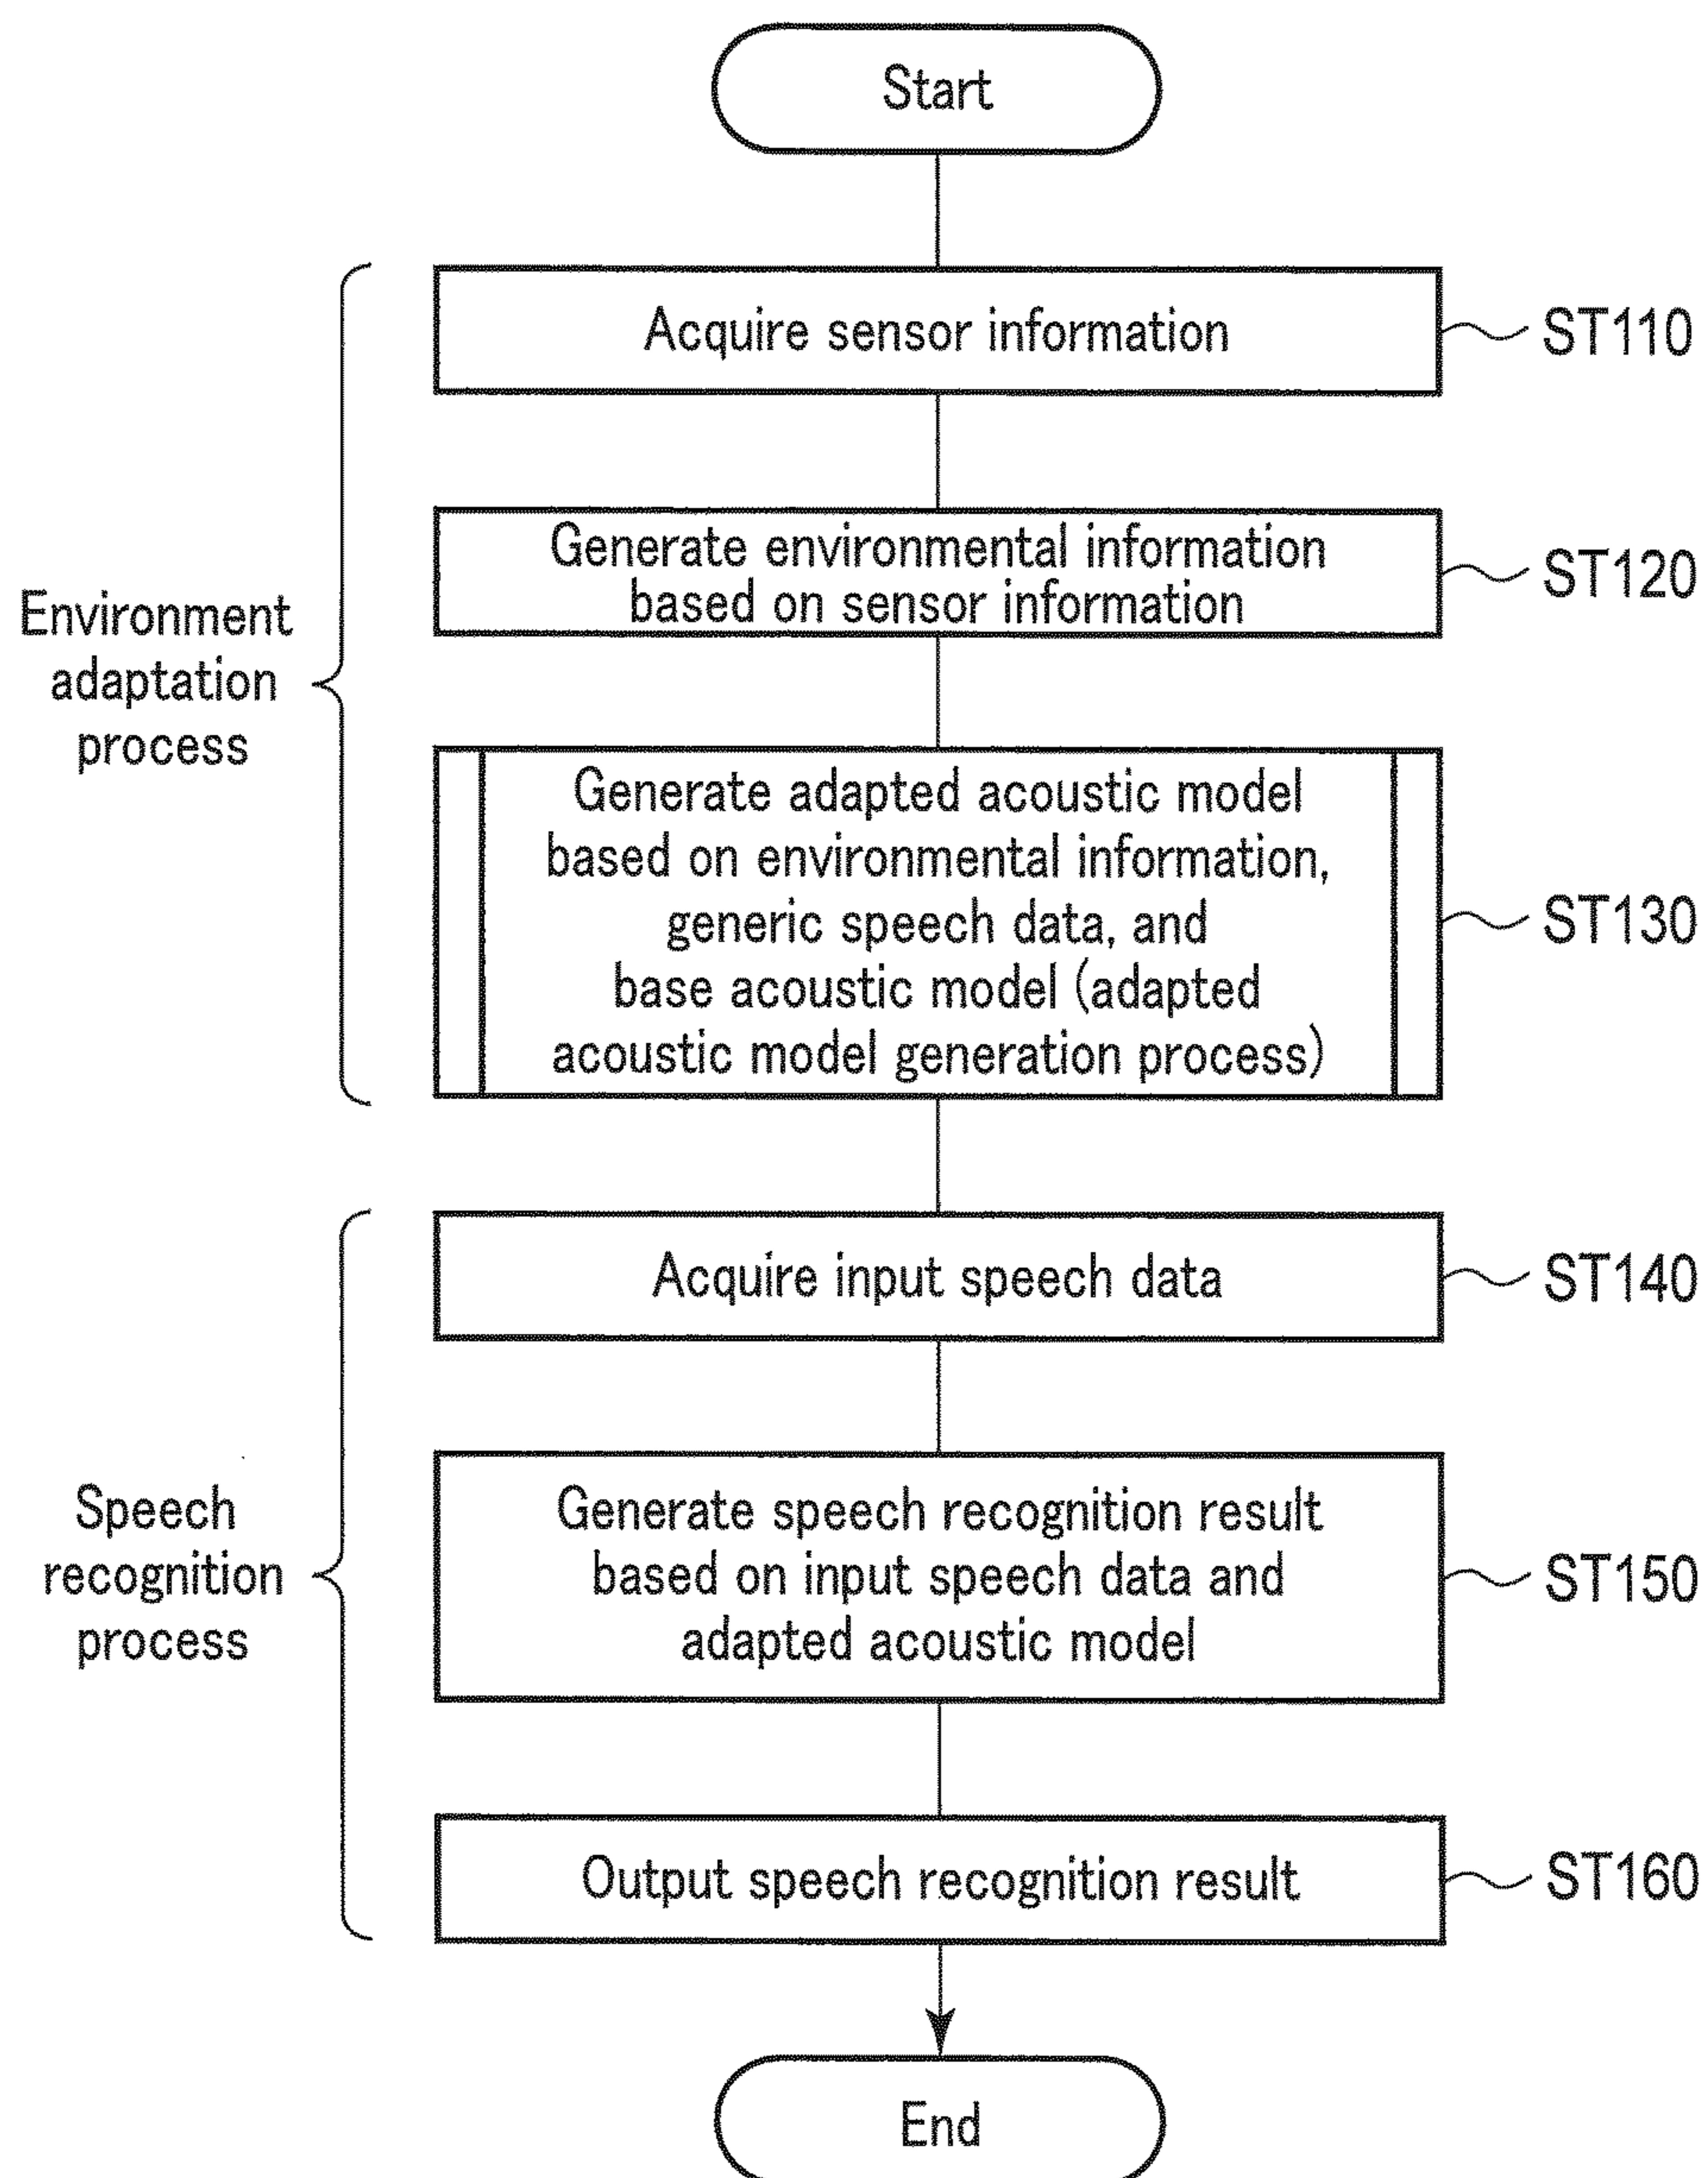 Start
Acquire sensor information
ST110
Generate environmental information
based on sensor information
ST120
Environment
adaptation
process
Generate adapted acoustic model
based on environmental information,
generic speech data, and
base acoustic model (adapted
acoustic model generation process)
ST130
Acquire input speech data
ST140
Speech
recognition
process
Generate speech recognition result
based on input speech data and
adapted acoustic model
ST150
Output speech recognition result
ST160
End